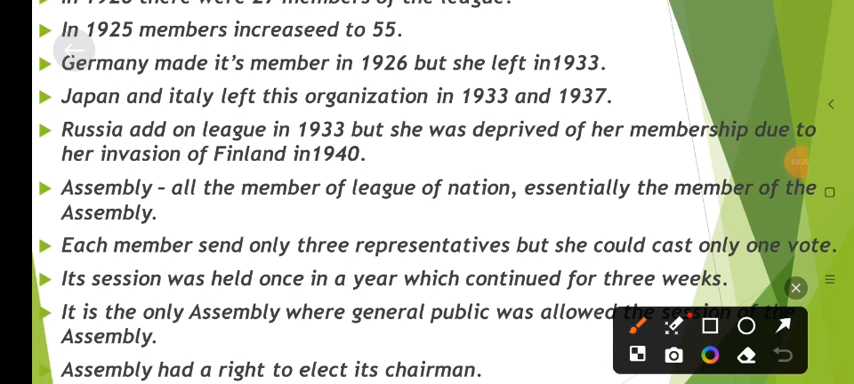 In 1925 members increaseed to 55.
Germany made it's member in 1926 but she left in1933.
Japan and italy left this organization in 1933 and 1937.
Russia add on league in 1933 but she was deprived of her membership due to
her invasion of Finland in1940.
Assembly – all the member of league of nation, essentially the member of the
Assembly.
Each member send only three representatives but she could cast only one vote.
Its session was held once in a year which continued for three weeks.
It is the only Assembly where general public was allowed the session of the
Assembly.
Assembly had a right to elect its chairman.